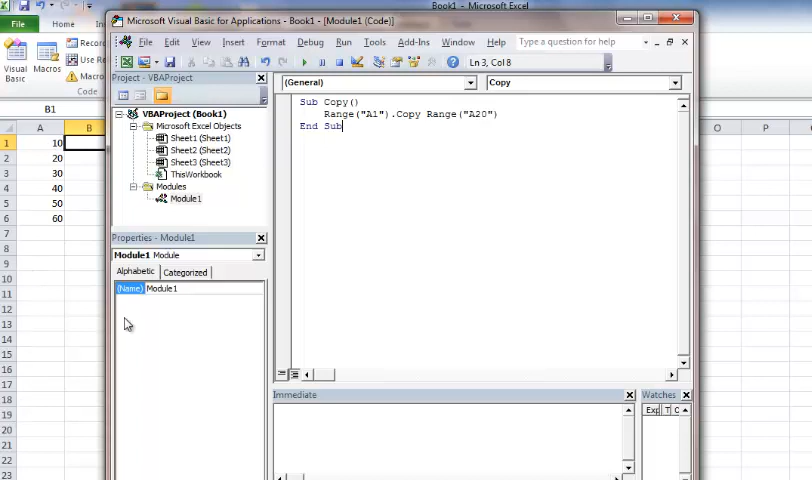 Book1 - Microsoft Excel
File
Home
Visual
Basic
Macros
Record
Use Re
Macro
B1
A
B
O
P
Q
1
2
3
4
5
6
7
8
9
10
11
12
13
14
15
16
17
18
19
20
21
22
23
10
20
30
40
50
60
Microsoft Visual Basic for Applications - Book1 - [Module1 (Code)]
File Edit View Insert Format Debug Run Tools Add-Ins Window Help
Type a question for help
Ln 3, Col 8
Project - VBAProject
VBAProject (Book1)
Microsoft Excel Objects
Sheet1 (Sheet1)
Sheet2 (Sheet2)
Sheet3 (Sheet3)
ThisWorkbook
Modules
Module1
Properties - Module1
Module1 Module
Alphabetic
Categorized
(Name) Module1
(General)
Copy
Sub Copy()
Range("A1").Copy Range("A20")
End Sub
Immediate
Watches
Exp
T
C